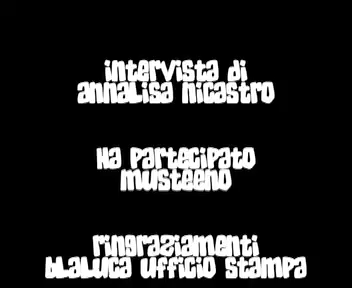 intervista di
annalisa nicastro
ha partecipato
musteeno
ringraziamenti
blaluca ufficio stampa